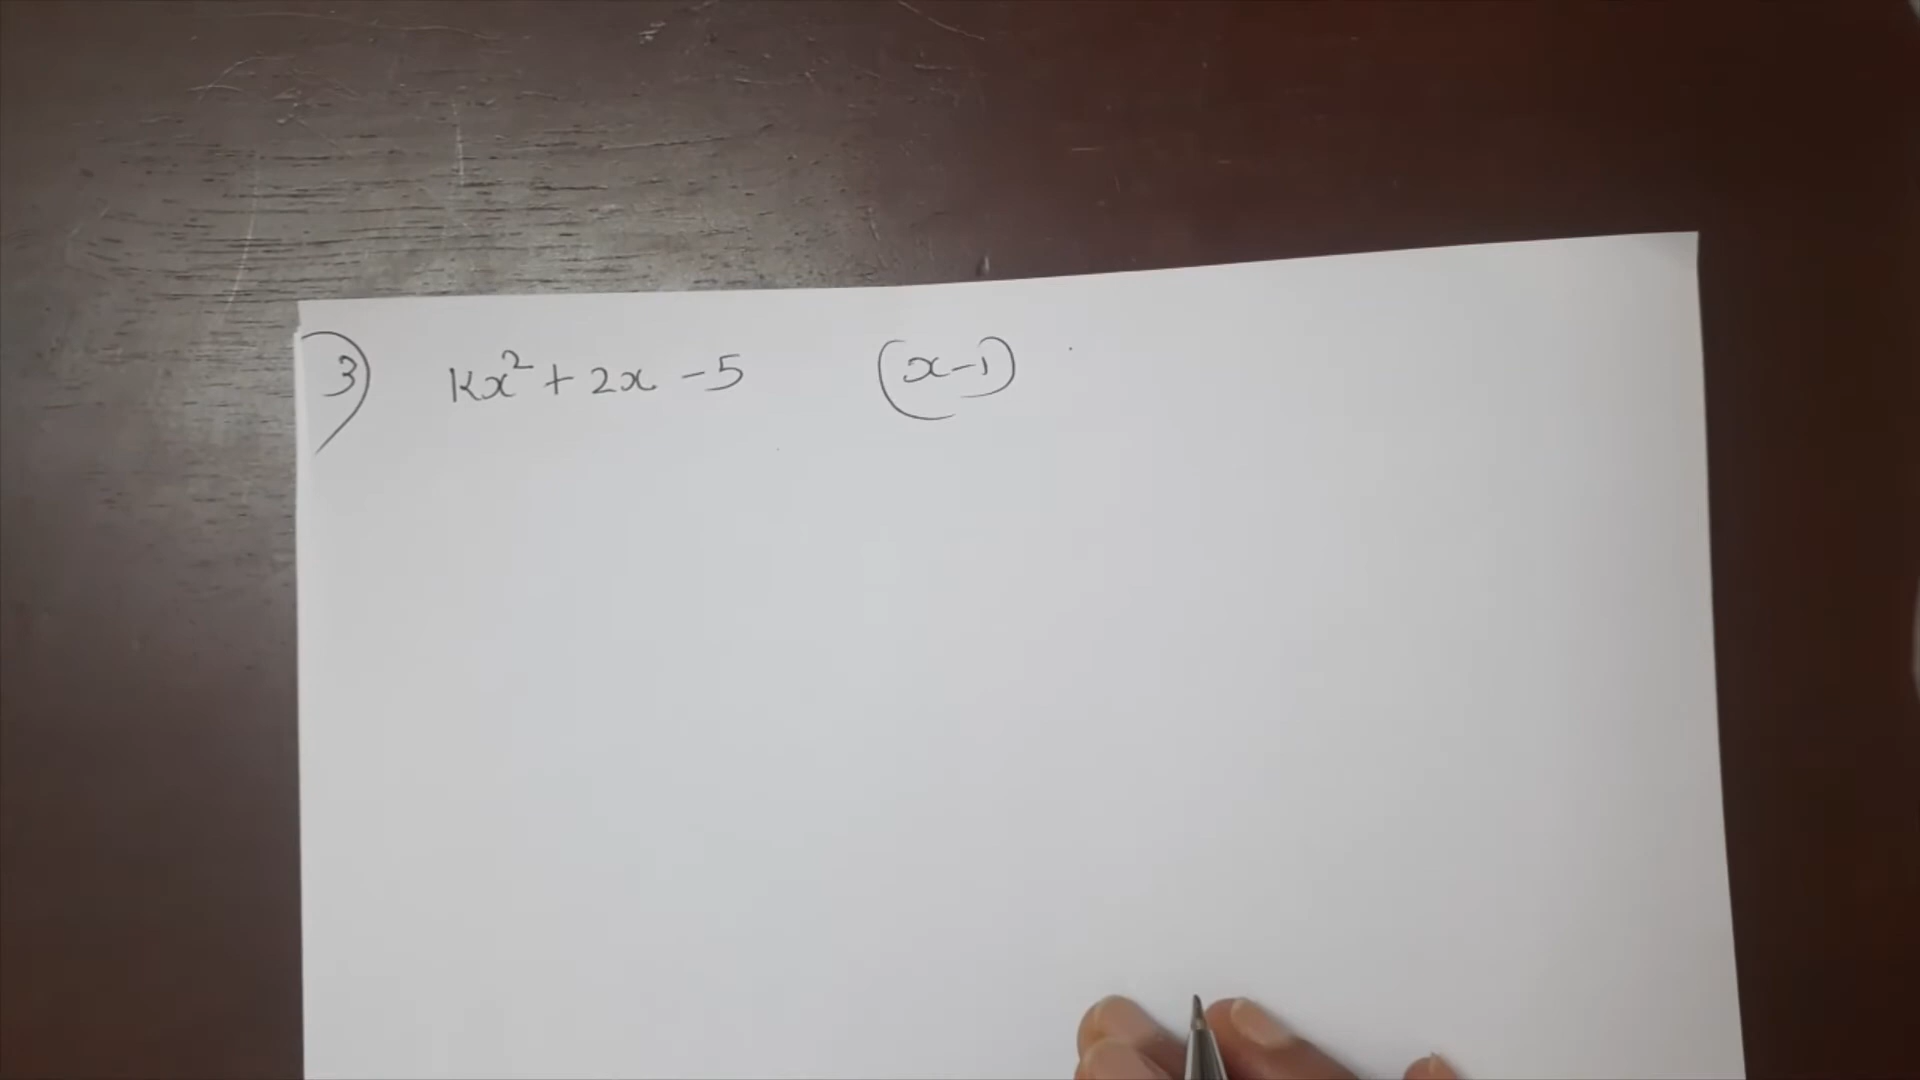 3) kx² + 2x - 5 (x-1)